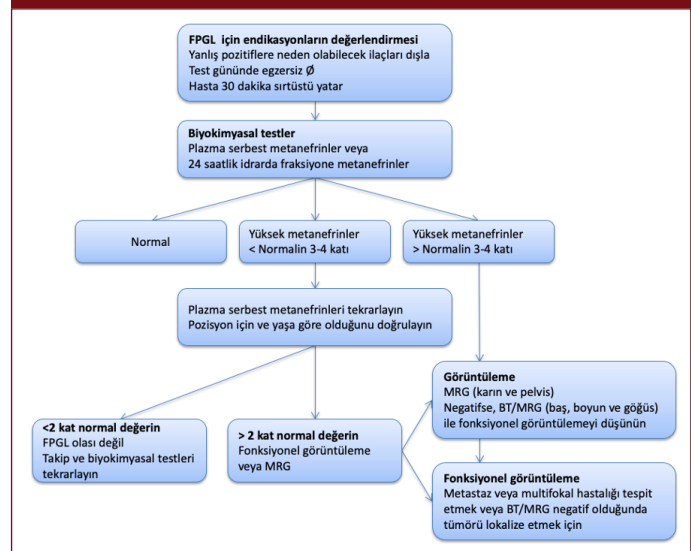 FPGL için endikasyonların değerlendirmesi
Yanlış pozitiflere neden olabilecek ilaçları dışla
Test gününde egzersiz Ø
Hasta 30 dakika sırtüstü yatar
Biyokimyasal testler
Plazma serbest metanefrinler veya
24 saatlik idrarda fraksiyone metanefrinler
Normal
Yüksek metanefrinler
< Normalin 3-4 katı
Yüksek metanefrinler
> Normalin 3-4 katı
Plazma serbest metanefrinleri tekrarlayın
Pozisyon için ve yaşa göre olduğunu doğrulayın
<2 kat normal değerin
FPGL olası değil
Takip ve biyokimyasal testleri
tekrarlayın
> 2 kat normal değerin
Fonksiyonel görüntüleme
veya MRG
Görüntüleme
MRG (karın ve pelvis)
Negatifse, BT/MRG (baş, boyun ve göğüs)
ile fonksiyonel görüntülemeyi düşünün
Fonksiyonel görüntüleme
Metastaz veya multifokal hastalığı tespit
etmek veya BT/MRG negatif olduğunda
tümörü lokalize etmek için